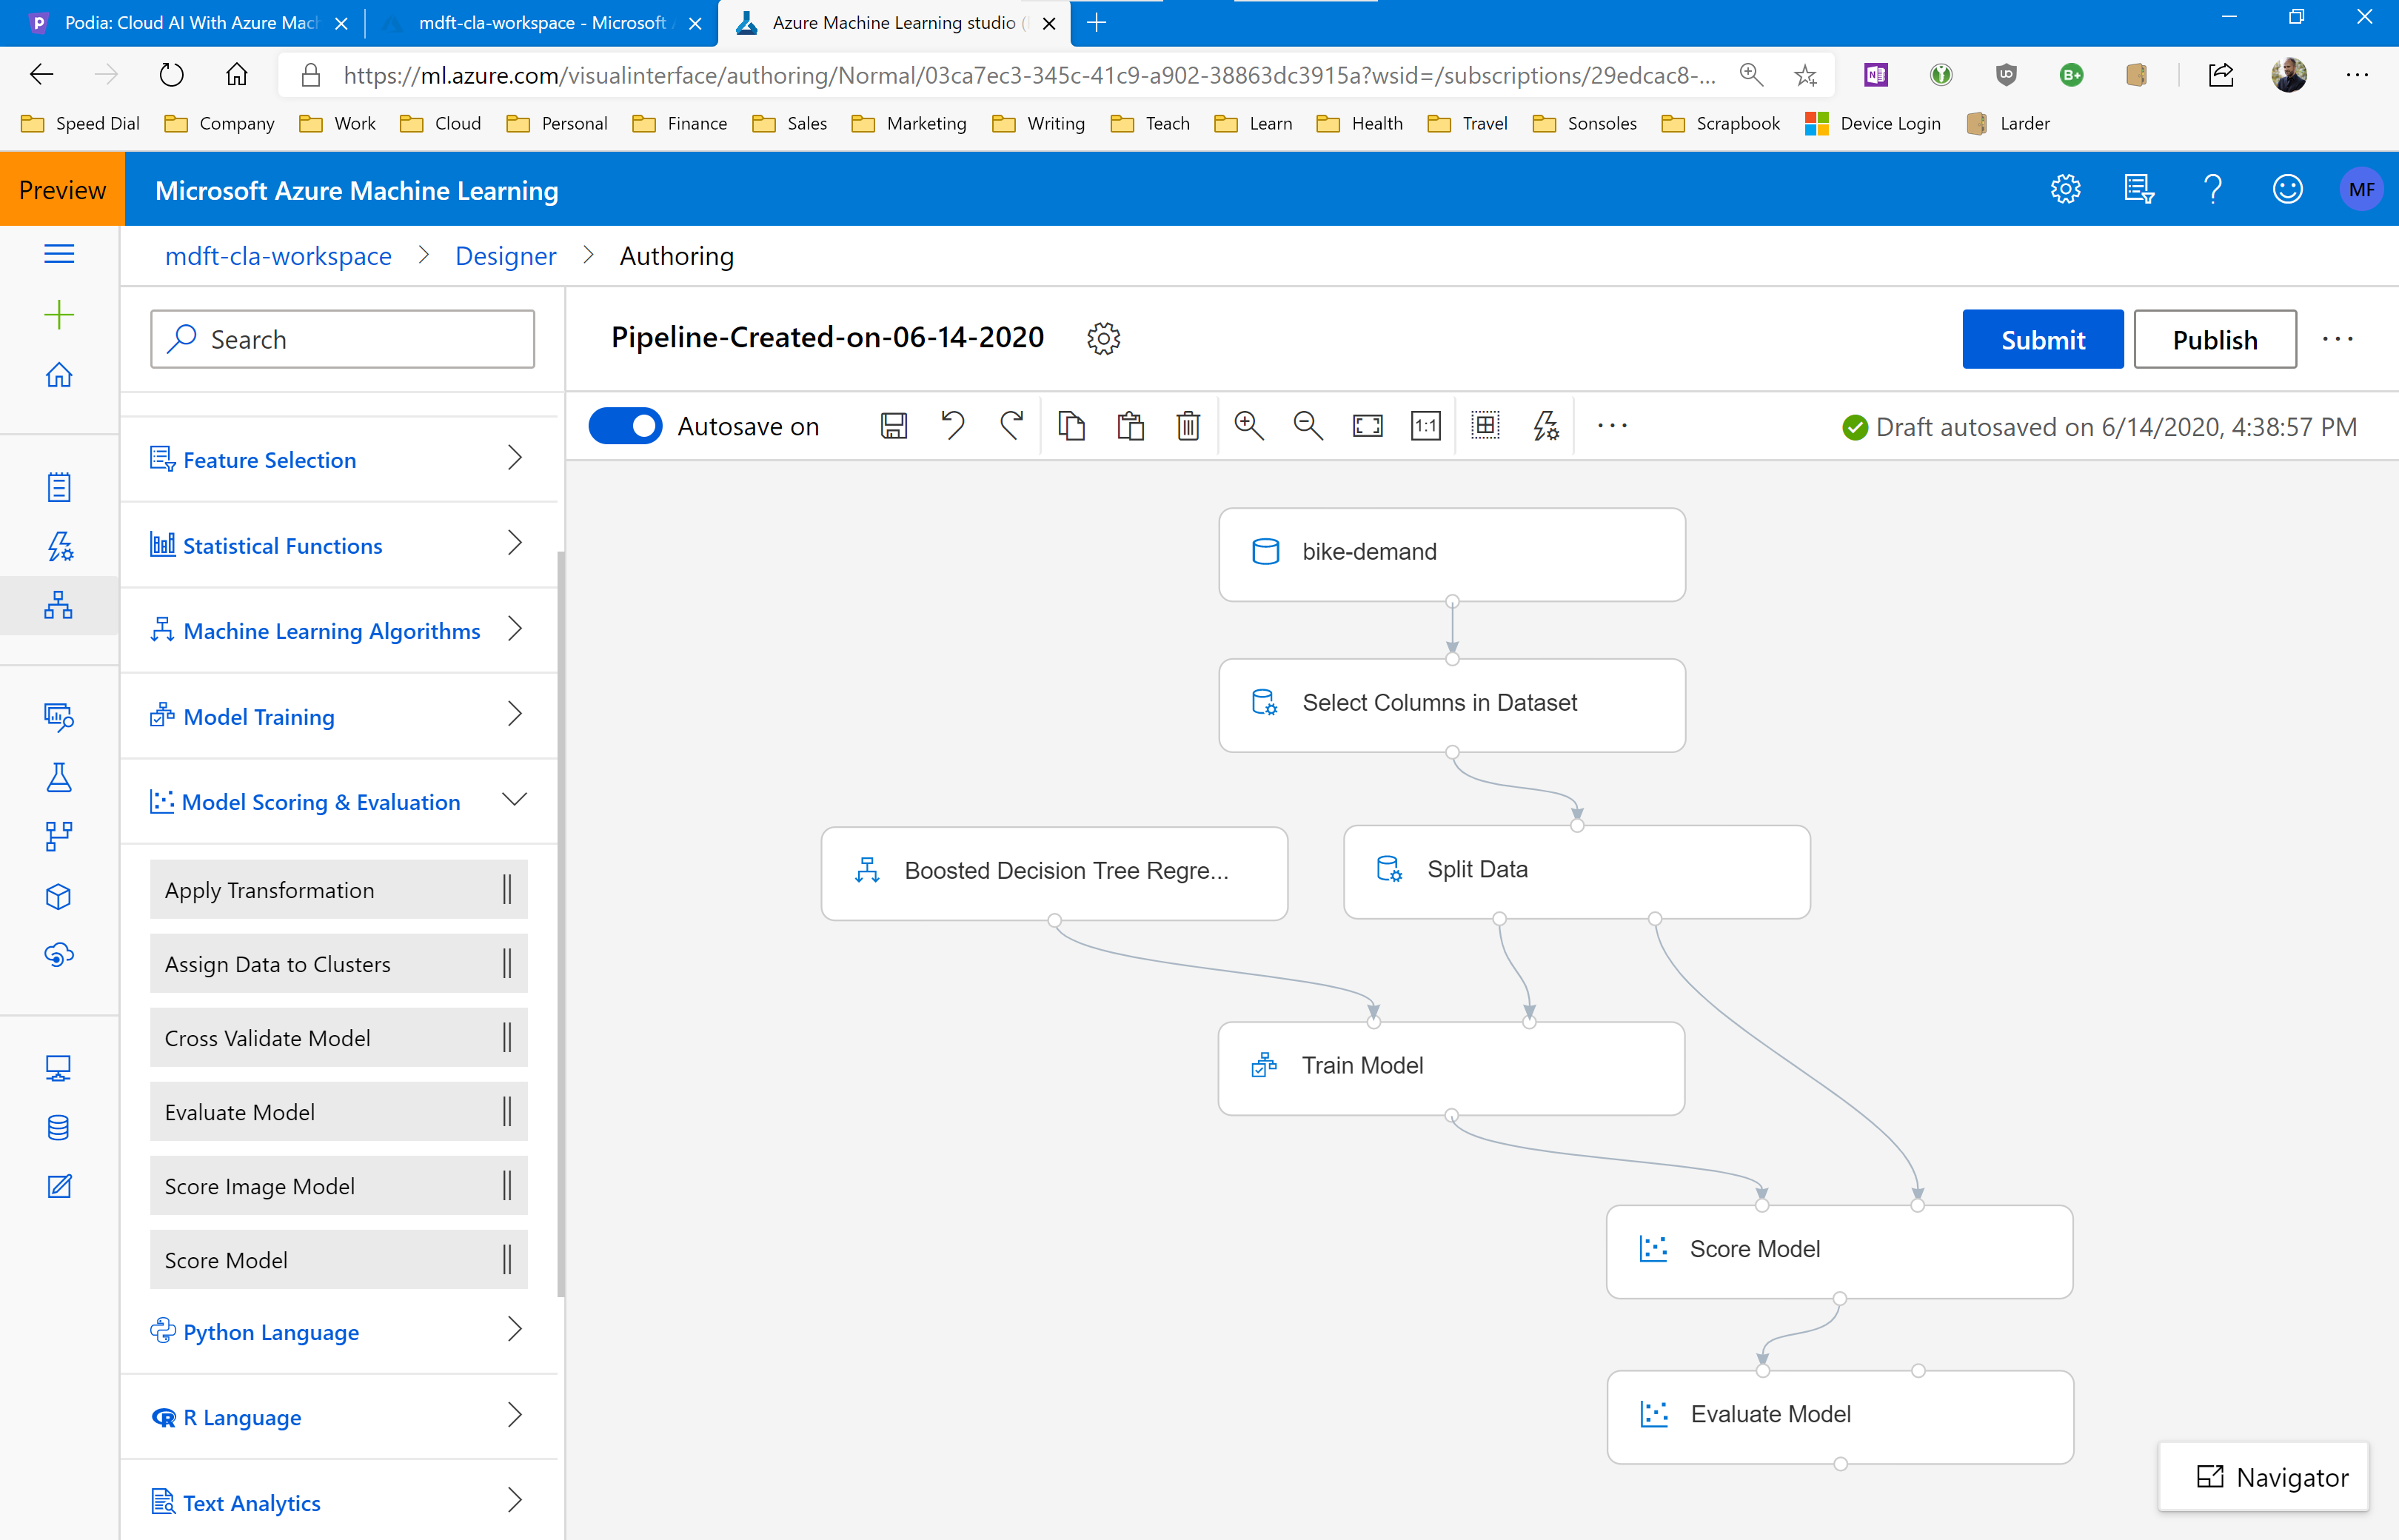 Podia: Cloud AI With Azure Mach
mdft-cla-workspace - Microsoft A
Azure Machine Learning studio (
https://ml.azure.com/visualinterface/authoring/Normal/03ca7ec3-345c-41c9-a902-38863dc3915a?wsid=/subscriptions/29edcac8-...
Speed Dial
Company
Work
Cloud
Personal
Finance
Sales
Marketing
Writing
Teach
Learn
Health
Travel
Sonsoles
Scrapbook
Device Login
Larder
Preview
Microsoft Azure Machine Learning
MF
mdft-cla-workspace > Designer > Authoring
Search
Pipeline-Created-on-06-14-2020
Submit
Publish
Autosave on
1:1
Draft autosaved on 6/14/2020, 4:38:57 PM
Feature Selection
Statistical Functions
Machine Learning Algorithms
Model Training
Model Scoring & Evaluation
Apply Transformation
Assign Data to Clusters
Cross Validate Model
Evaluate Model
Score Image Model
Score Model
Python Language
R Language
Text Analytics
bike-demand
Select Columns in Dataset
Boosted Decision Tree Regre...
Split Data
Train Model
Score Model
Evaluate Model
Navigator